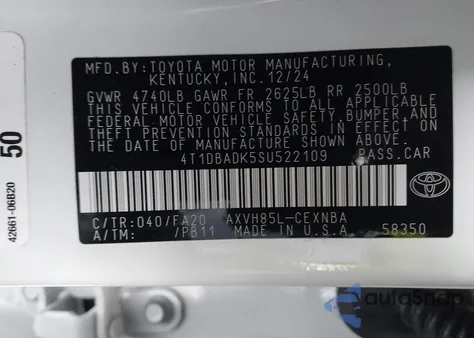 MFD.BY:TOYOTA MOTOR MANUFACTURING,
KENTUCKY,INC.12/24
GVWR 4740LB GAWR FR 2625LB RR 2500LB
THIS VEHICLE CONFORMS TO ALL APPLICABLE
FEDERAL MOTOR VEHICLE SAFETY, BUMPER, AND
THEFT PREVENTION STANDARDS IN EFFECT ON
THE DATE OF MANUFACTURE SHOWN ABOVE.
4T1DBADK5SU522109 PASS.CAR
C/TR:040/FA20 AXVH85L-CEXNBA
A/TM: /PB11 MADE IN U.S.A. 58350
TOYOTA
42661-06B20
50
AutoSnap